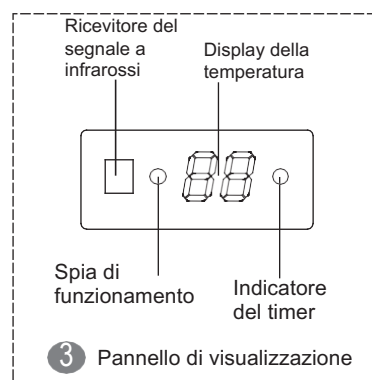 Ricevitore del
segnale a
infrarossi
Display della
temperatura
88
Spia di
funzionamento
Indicatore
del timer
3 Pannello di visualizzazione